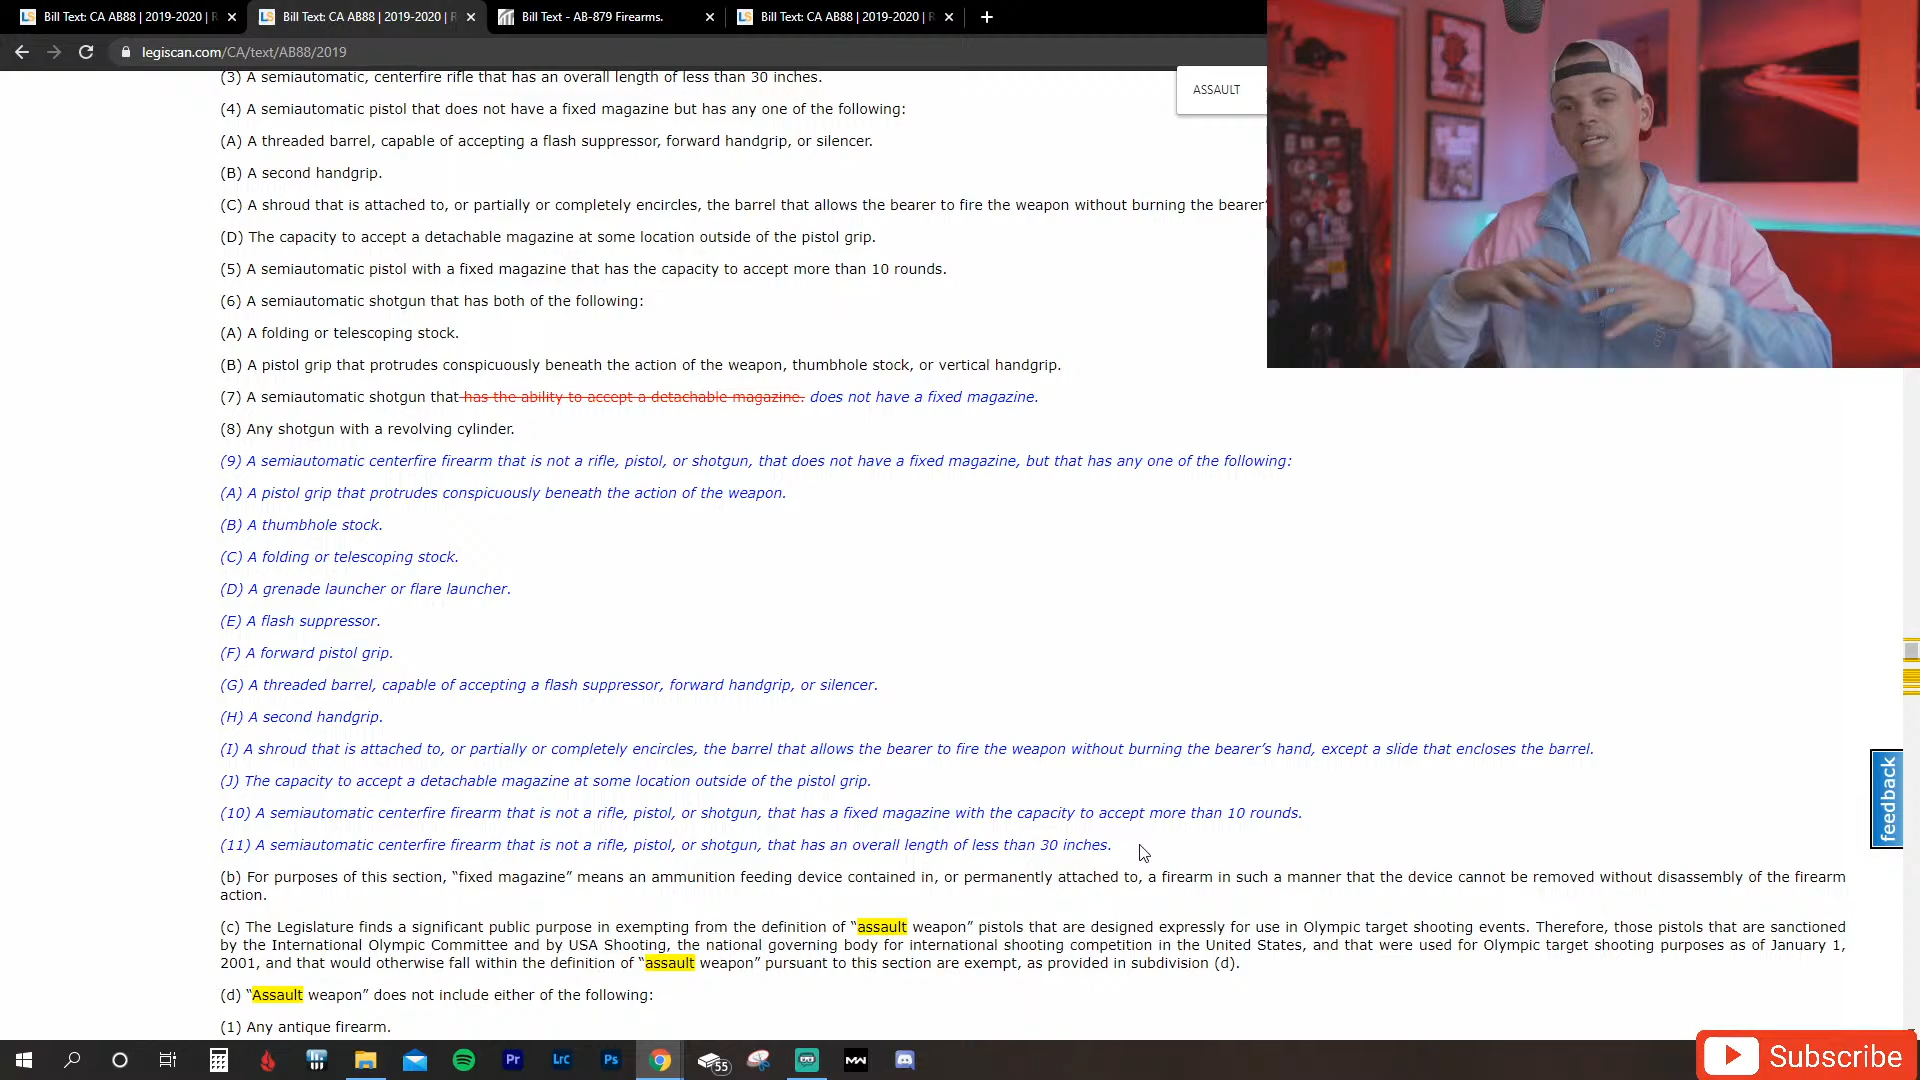 Bill Text: CA AB88 | 2019-2020 | R
Bill Text: CA AB88 | 2019-2020 | R
Bill Text - AB-879 Firearms.
Bill Text: CA AB88 | 2019-2020 | R
legiscan.com/CA/text/AB88/2019
ASSAULT
(3) A semiautomatic, centerfire rifle that has an overall length of less than 30 inches.
(4) A semiautomatic pistol that does not have a fixed magazine but has any one of the following:
(A) A threaded barrel, capable of accepting a flash suppressor, forward handgrip, or silencer.
(B) A second handgrip.
(C) A shroud that is attached to, or partially or completely encircles, the barrel that allows the bearer to fire the weapon without burning the bearer'
(D) The capacity to accept a detachable magazine at some location outside of the pistol grip.
(5) A semiautomatic pistol with a fixed magazine that has the capacity to accept more than 10 rounds.
(6) A semiautomatic shotgun that has both of the following:
(A) A folding or telescoping stock.
(B) A pistol grip that protrudes conspicuously beneath the action of the weapon, thumbhole stock, or vertical handgrip.
(7) A semiautomatic shotgun that has the ability to accept a detachable magazine. does not have a fixed magazine.
(8) Any shotgun with a revolving cylinder.
(9) A semiautomatic centerfire firearm that is not a rifle, pistol, or shotgun, that does not have a fixed magazine, but that has any one of the following:
(A) A pistol grip that protrudes conspicuously beneath the action of the weapon.
(B) A thumbhole stock.
(C) A folding or telescoping stock.
(D) A grenade launcher or flare launcher.
(E) A flash suppressor.
(F) A forward pistol grip.
(G) A threaded barrel, capable of accepting a flash suppressor, forward handgrip, or silencer.
(H) A second handgrip.
(I) A shroud that is attached to, or partially or completely encircles, the barrel that allows the bearer to fire the weapon without burning the bearer's hand, except a slide that encloses the barrel.
(J) The capacity to accept a detachable magazine at some location outside of the pistol grip.
(10) A semiautomatic centerfire firearm that is not a rifle, pistol, or shotgun, that has a fixed magazine with the capacity to accept more than 10 rounds.
(11) A semiautomatic centerfire firearm that is not a rifle, pistol, or shotgun, that has an overall length of less than 30 inches.
(b) For purposes of this section, “fixed magazine” means an ammunition feeding device contained in, or permanently attached to, a firearm in such a manner that the device cannot be removed without disassembly of the firearm
action.
(c) The Legislature finds a significant public purpose in exempting from the definition of “assault weapon” pistols that are designed expressly for use in Olympic target shooting events. Therefore, those pistols that are sanctioned
by the International Olympic Committee and by USA Shooting, the national governing body for international shooting competition in the United States, and that were used for Olympic target shooting purposes as of January 1,
2001, and that would otherwise fall within the definition of “assault weapon” pursuant to this section are exempt, as provided in subdivision (d).
(d) “Assault weapon” does not include either of the following:
(1) Any antique firearm.
feedback
Pr
Lrc
Ps
55
Subscribe